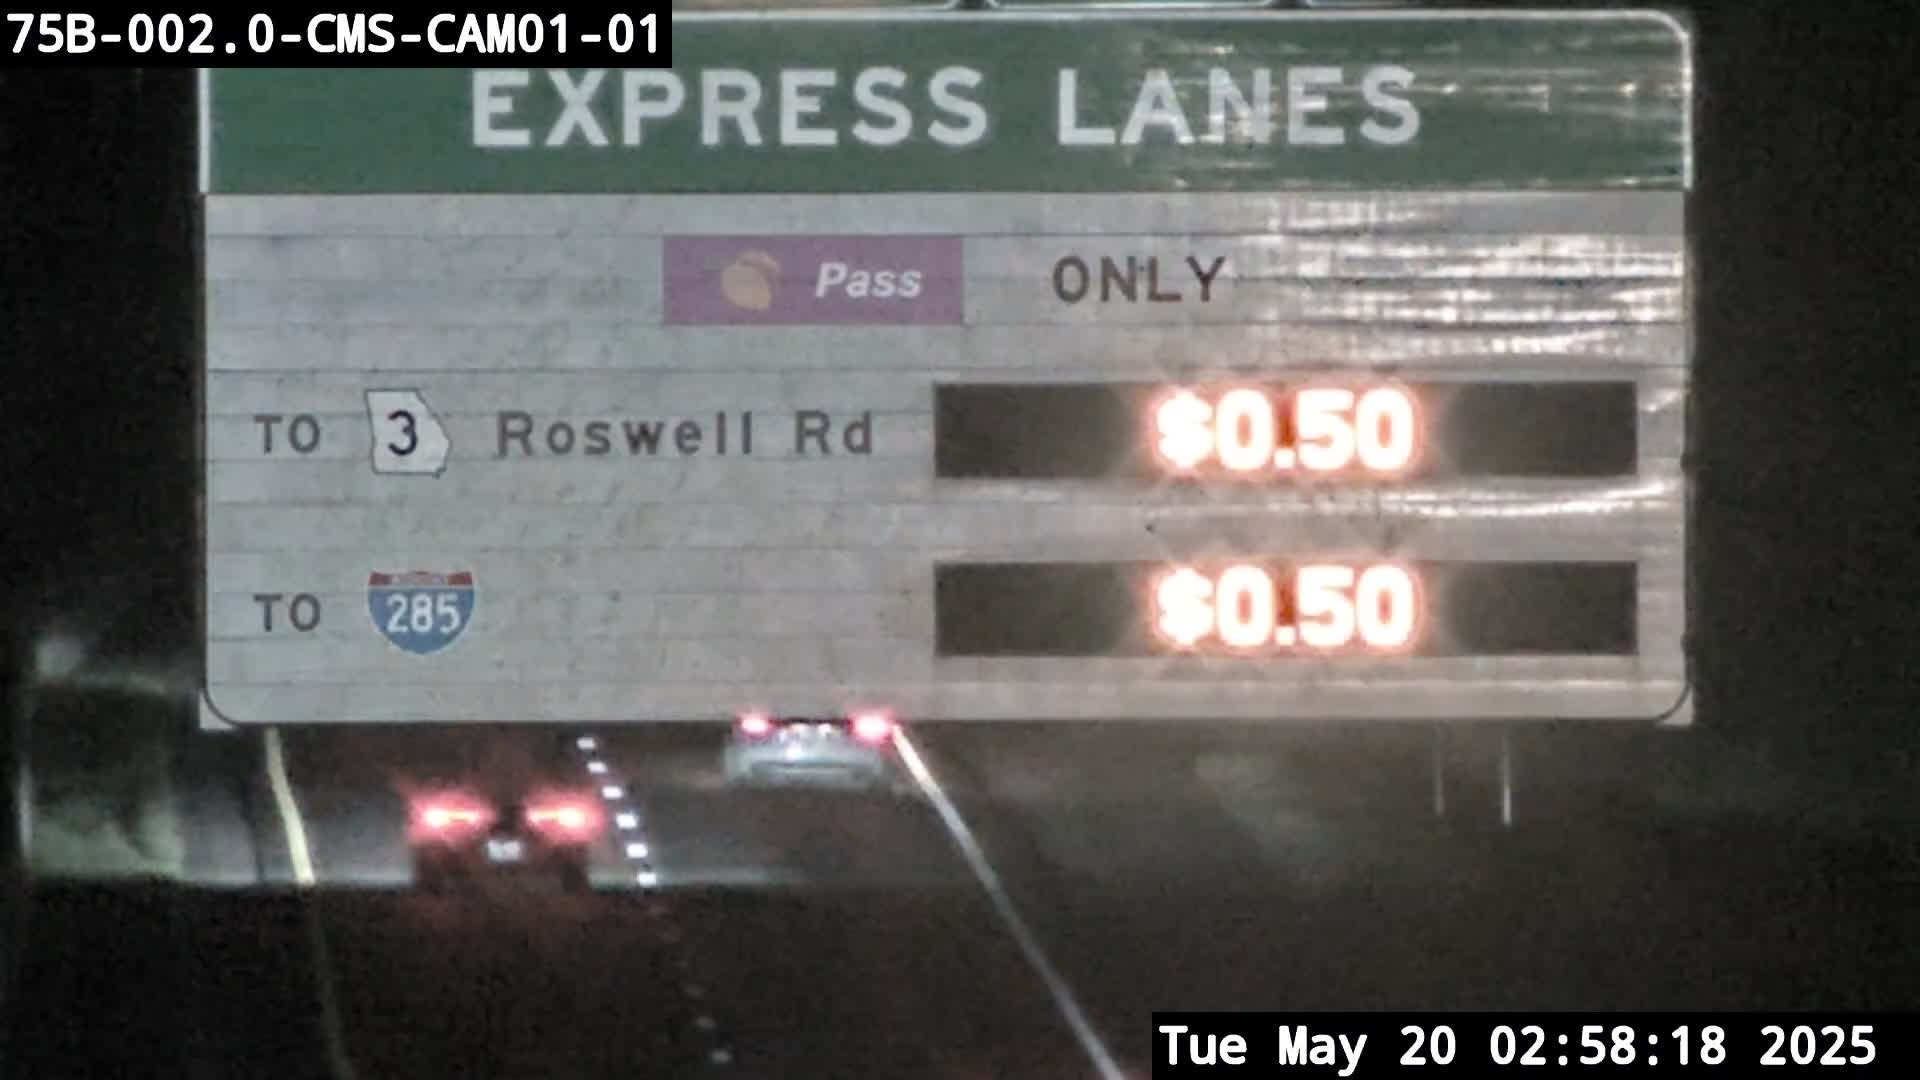 75B-002.0-CMS-CAM01-01
EXPRESS LANES
Pass ONLY
TO 3 Roswell Rd $0.50
TO 285 $0.50
Tue May 20 02:58:18 2025